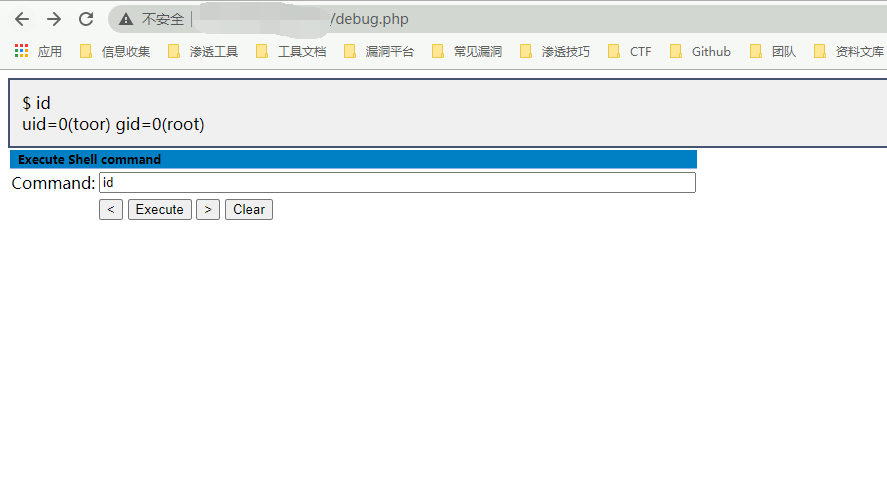 不安全 | /debug.php
应用 信息收集 渗透工具 工具文档 漏洞平台 常见漏洞 渗透技巧 CTF Github 团队 资料文库
$ id
uid=0(toor) gid=0(root)
Execute Shell command
Command: id
< Execute > Clear